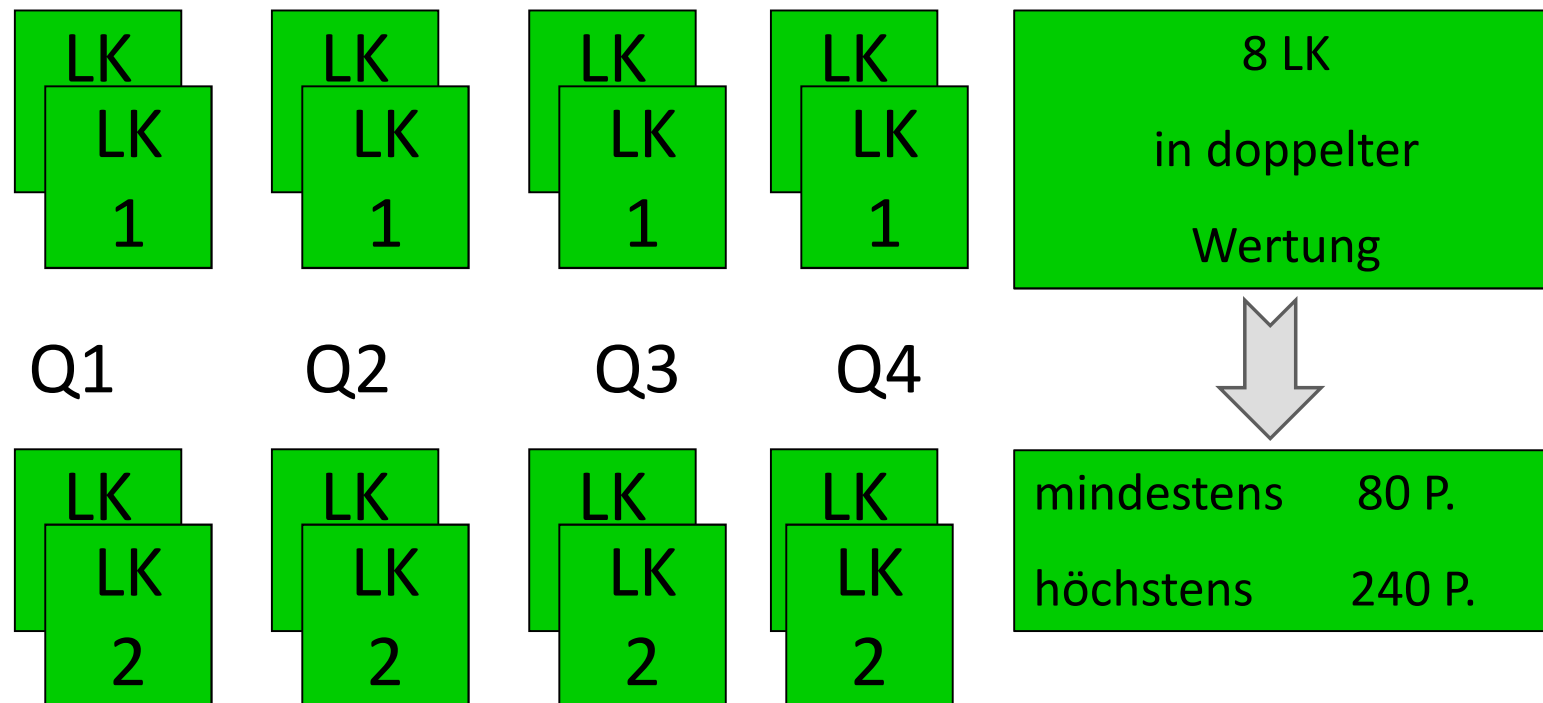 LK
LK
1
LK
LK
1
LK
LK
1
LK
LK
1
8 LK
in doppelter
Wertung
Q1
Q2
Q3
Q4
LK
LK
2
LK
LK
2
LK
LK
2
LK
LK
2
mindestens 80 P.
höchstens 240 P.